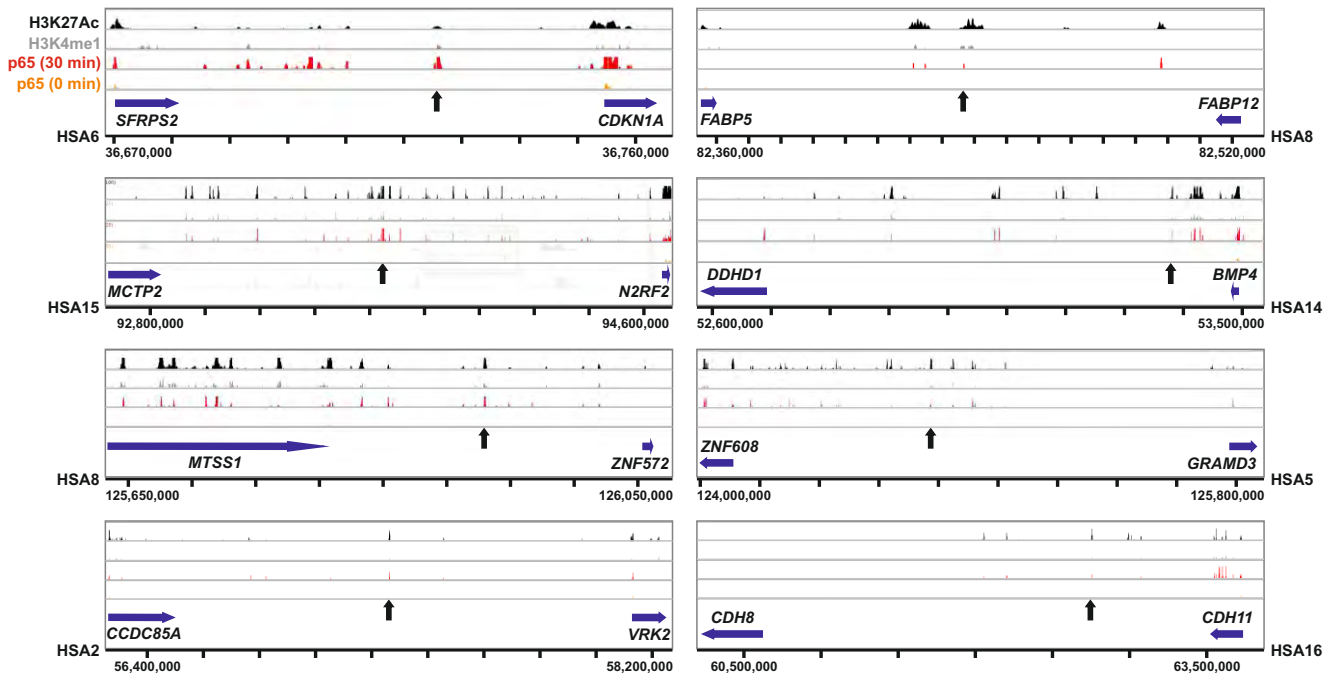 H3K27Ac
H3K4me1
p65 (30 min)
p65 (0 min)
SFRPS2 CDKN1A
HSA6
36,670,000 36,760,000
FABP5 FABP12
HSA8
82,360,000 82,520,000
MCTP2 N2RF2
HSA15
92,800,000 94,600,000
DDHD1 BMP4
HSA14
52,600,000 53,500,000
MTSS1 ZNF572
HSA8
125,650,000 126,050,000
ZNF608 GRAMD3
HSA5
124,000,000 125,800,000
CCDC85A VRK2
HSA2
56,400,000 58,200,000
CDH8 CDH11
HSA16
60,500,000 63,500,000